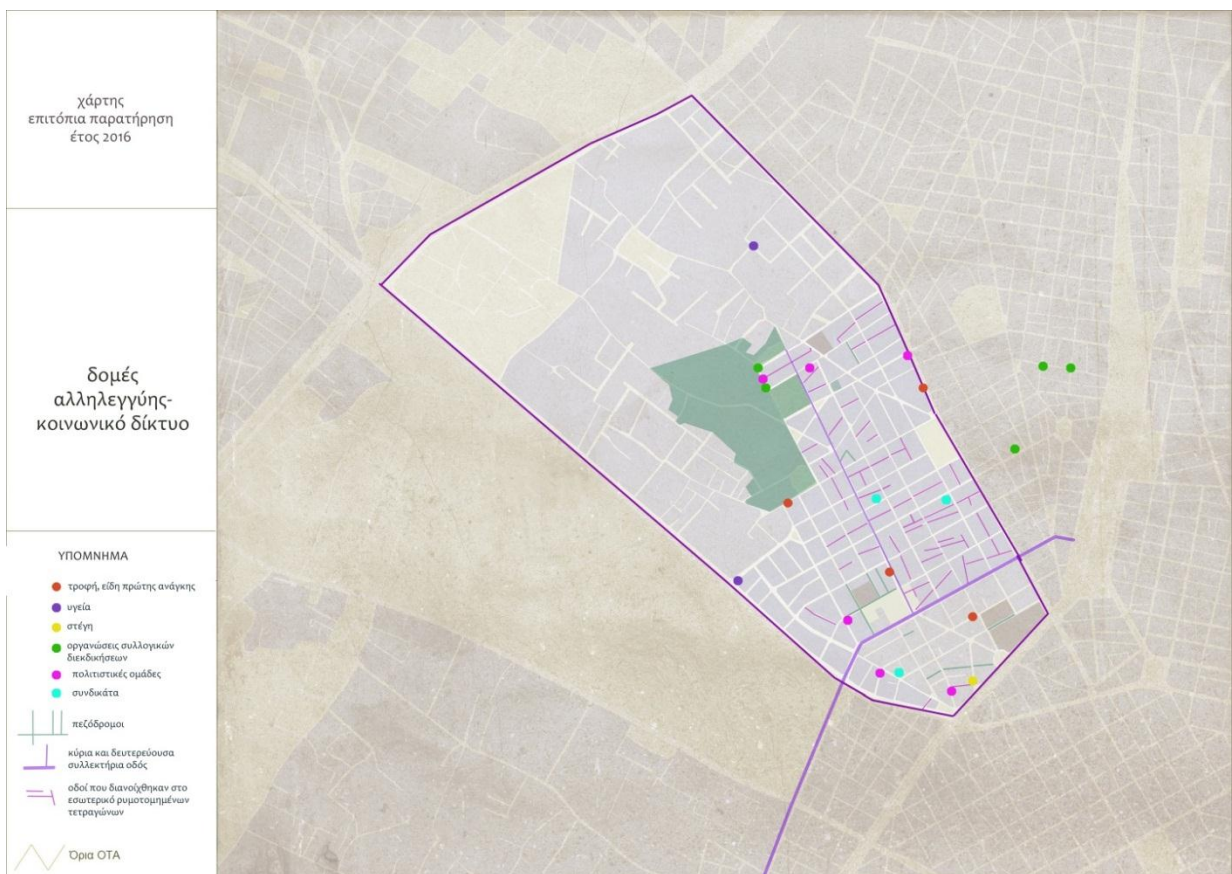 χάρτης
επιτόπια παρατήρηση
έτος 2016
δομές
αλληλεγγύης-
κοινωνικό δίκτυο
ΥΠΟΜΝΗΜΑ
τροφή, είδη πρώτης ανάγκης
υγεία
στέγη
οργανώσεις συλλογικών
διεκδικήσεων
πολιτιστικές ομάδες
συνδικάτα
πεζόδρομοι
κύρια και δευτερεύουσα
συλλεκτήρια οδός
οδοί που διανοίχθηκαν στο
εσωτερικό ρυμοτομημένων
τετραγώνων
Όρια ΟΤΑ